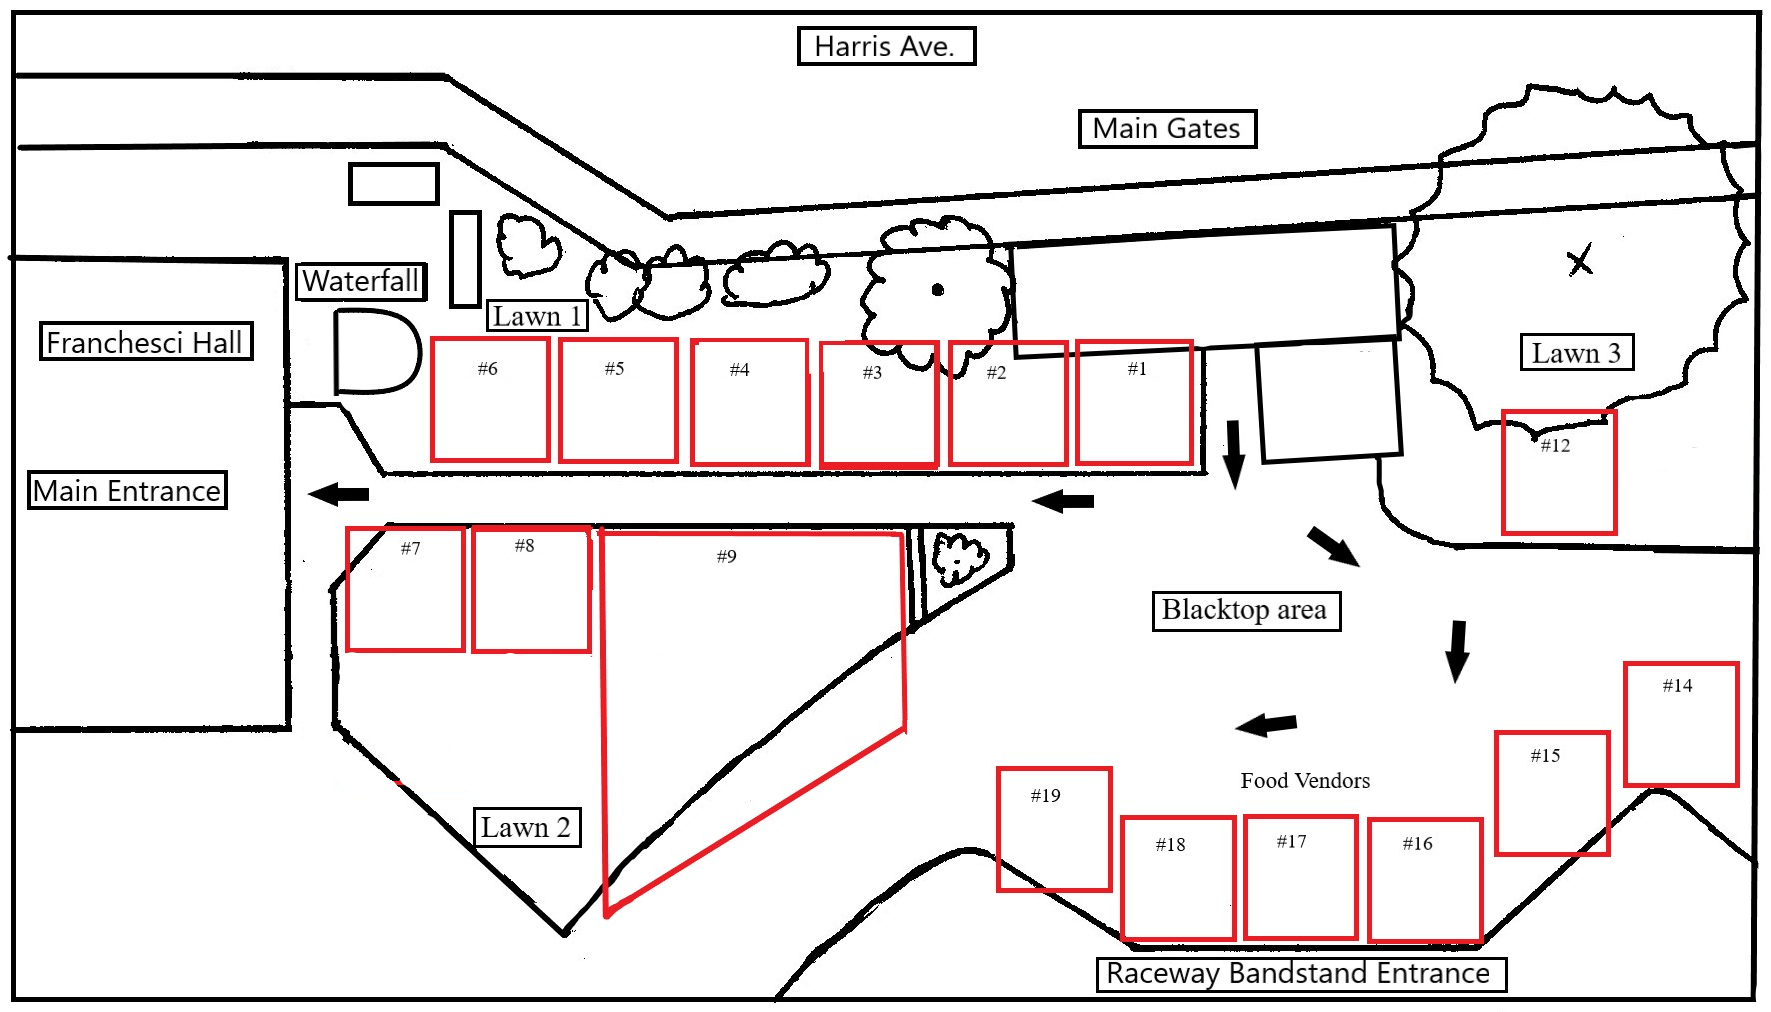 Harris Ave.
Main Gates
Waterfall
Lawn 1
Franchesci Hall
Lawn 3
#6
#5
#4
#3
#2
#1
#12
Main Entrance
#7
#8
#9
Blacktop area
#14
#15
Food Vendors
#19
#18
#17
#16
Lawn 2
Raceway Bandstand Entrance